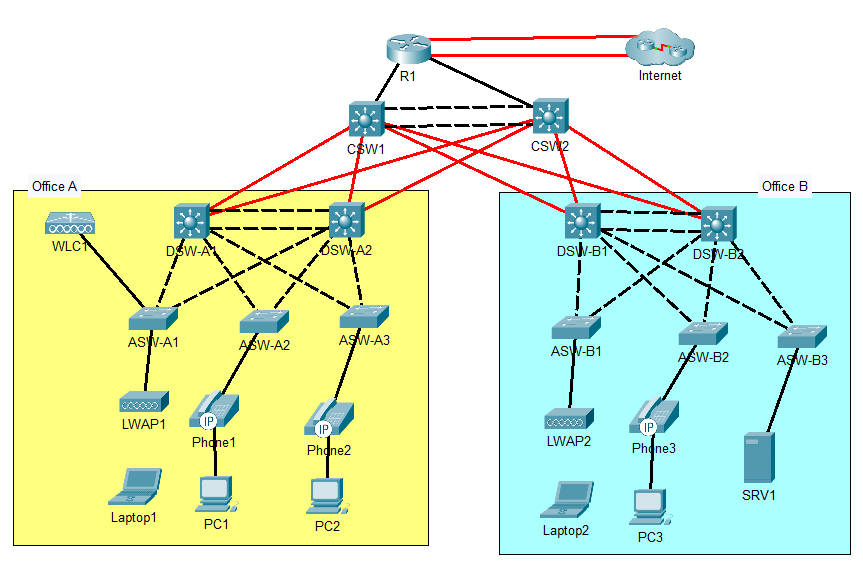 R1
Internet
CSW1
CSW2
Office A
Office B
WLC1
DSW-A1
DSW-A2
DSW-B1
DSW-B2
ASW-A1
ASW-A2
ASW-A3
ASW-B1
ASW-B2
ASW-B3
LWAP1
IP
Phone1
IP
Phone2
LWAP2
IP
Phone3
SRV1
Laptop1
PC1
PC2
Laptop2
PC3